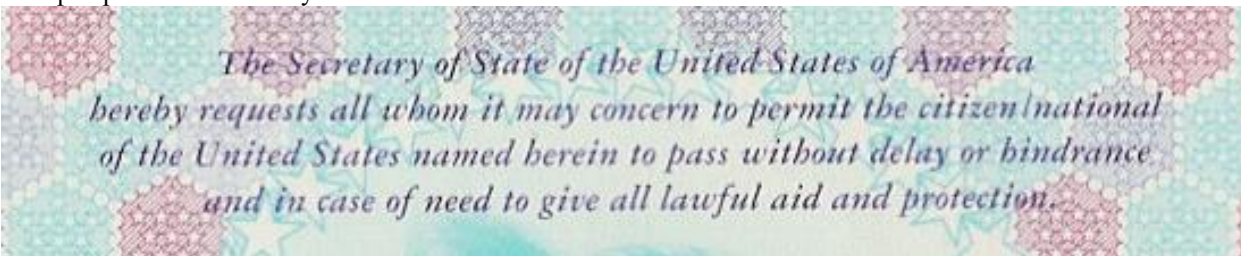 The Secretary of State of the United States of America
hereby requests all whom it may concern to permit the citizen/national
of the United States named herein to pass without delay or hindrance
and in case of need to give all lawful aid and protection.